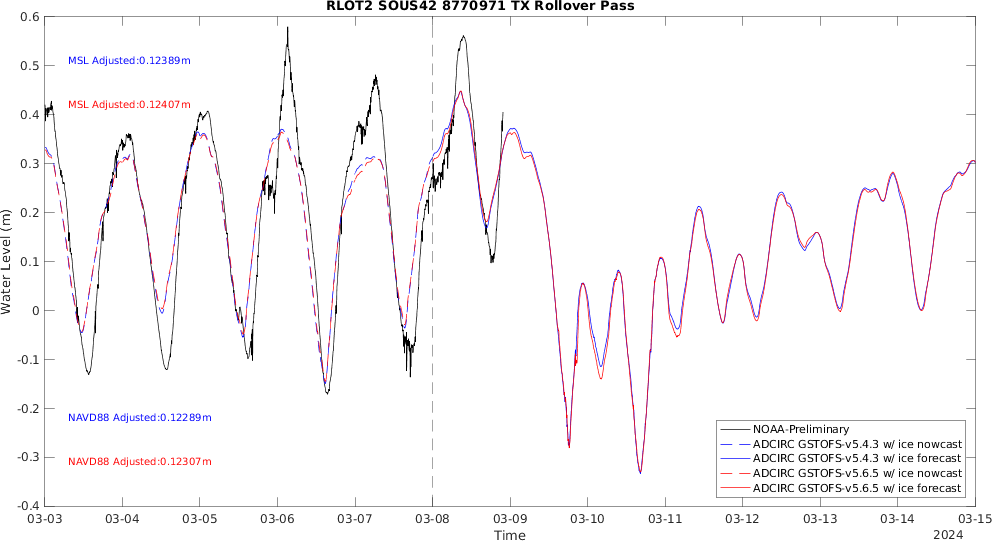 RLOT2 SOUS42 8770971 TX Rollover Pass
0.6
0.5
0.4
0.3
0.2
0.1
0
-0.1
-0.2
-0.3
-0.4
Water Level (m)
MSL Adjusted:0.12389m
MSL Adjusted:0.12407m
NAVD88 Adjusted:0.12289m
NAVD88 Adjusted:0.12307m
NOAA-Preliminary
ADCIRC GSTOFS-v5.4.3 w/ ice nowcast
ADCIRC GSTOFS-v5.4.3 w/ ice forecast
ADCIRC GSTOFS-v5.6.5 w/ ice nowcast
ADCIRC GSTOFS-v5.6.5 w/ ice forecast
03-03 03-04 03-05 03-06 03-07 03-08 03-09 03-10 03-11 03-12 03-13 03-14 03-15
Time
2024